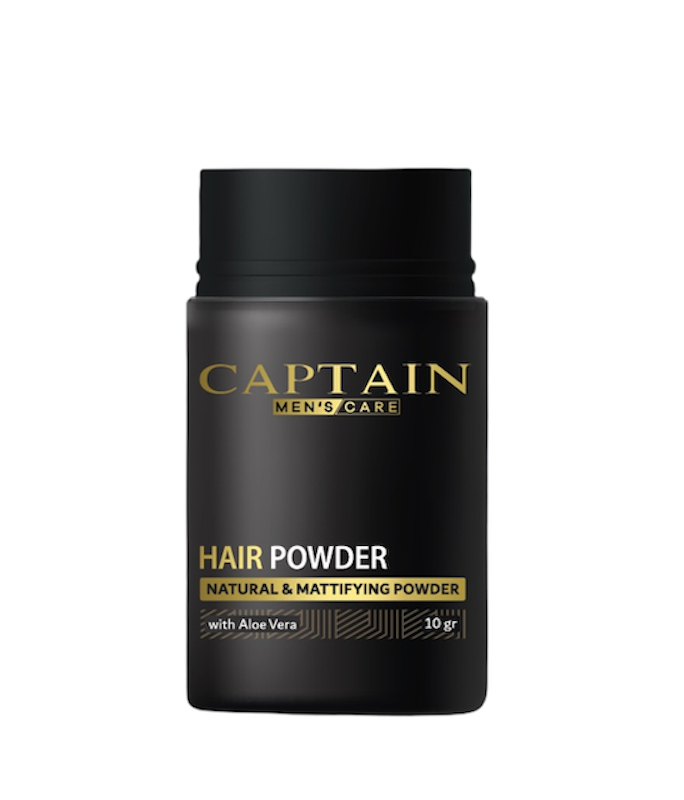 CAPTAIN
MEN'S CARE
HAIR POWDER
NATURAL & MATTIFYING POWDER
with Aloe Vera 10 gr